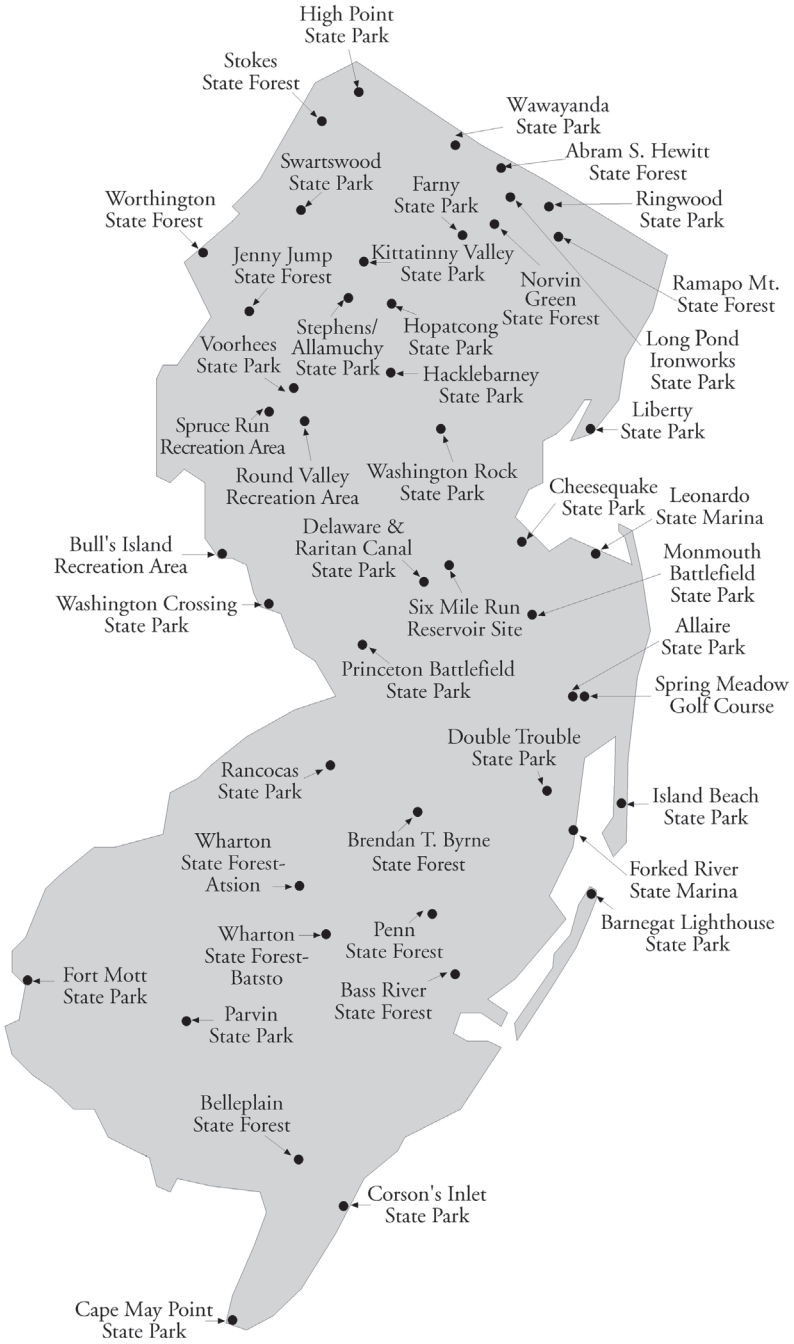 High Point
State Park
Stokes
State Forest
Wawayanda
State Park
Abram S. Hewitt
State Forest
Swartswood
State Park
Farny
State Park
Worthington
State Forest
Ringwood
State Park
Jenny Jump
State Forest
Kittatinny Valley
State Park
Norvin
Green
State Forest
Ramapo Mt.
State Forest
Stephens/
Allamuchy
State Park
Hopatcong
State Park
Long Pond
Ironworks
State Park
Voorhees
State Park
Hacklebarney
State Park
Liberty
State Park
Spruce Run
Recreation Area
Round Valley
Recreation Area
Washington Rock
State Park
Cheesequake
State Park
Leonardo
State Marina
Delaware &
Raritan Canal
State Park
Bull's Island
Recreation Area
Monmouth
Battlefield
State Park
Washington Crossing
State Park
Six Mile Run
Reservoir Site
Allaire
State Park
Princeton Battlefield
State Park
Spring Meadow
Golf Course
Double Trouble
State Park
Rancocas
State Park
Island Beach
State Park
Wharton
State Forest-
Atsion
Brendan T. Byrne
State Forest
Forked River
State Marina
Penn
State Forest
Barnegat Lighthouse
State Park
Wharton
State Forest-
Batsto
Fort Mott
State Park
Bass River
State Forest
Parvin
State Park
Belleplain
State Forest
Corson's Inlet
State Park
Cape May Point
State Park